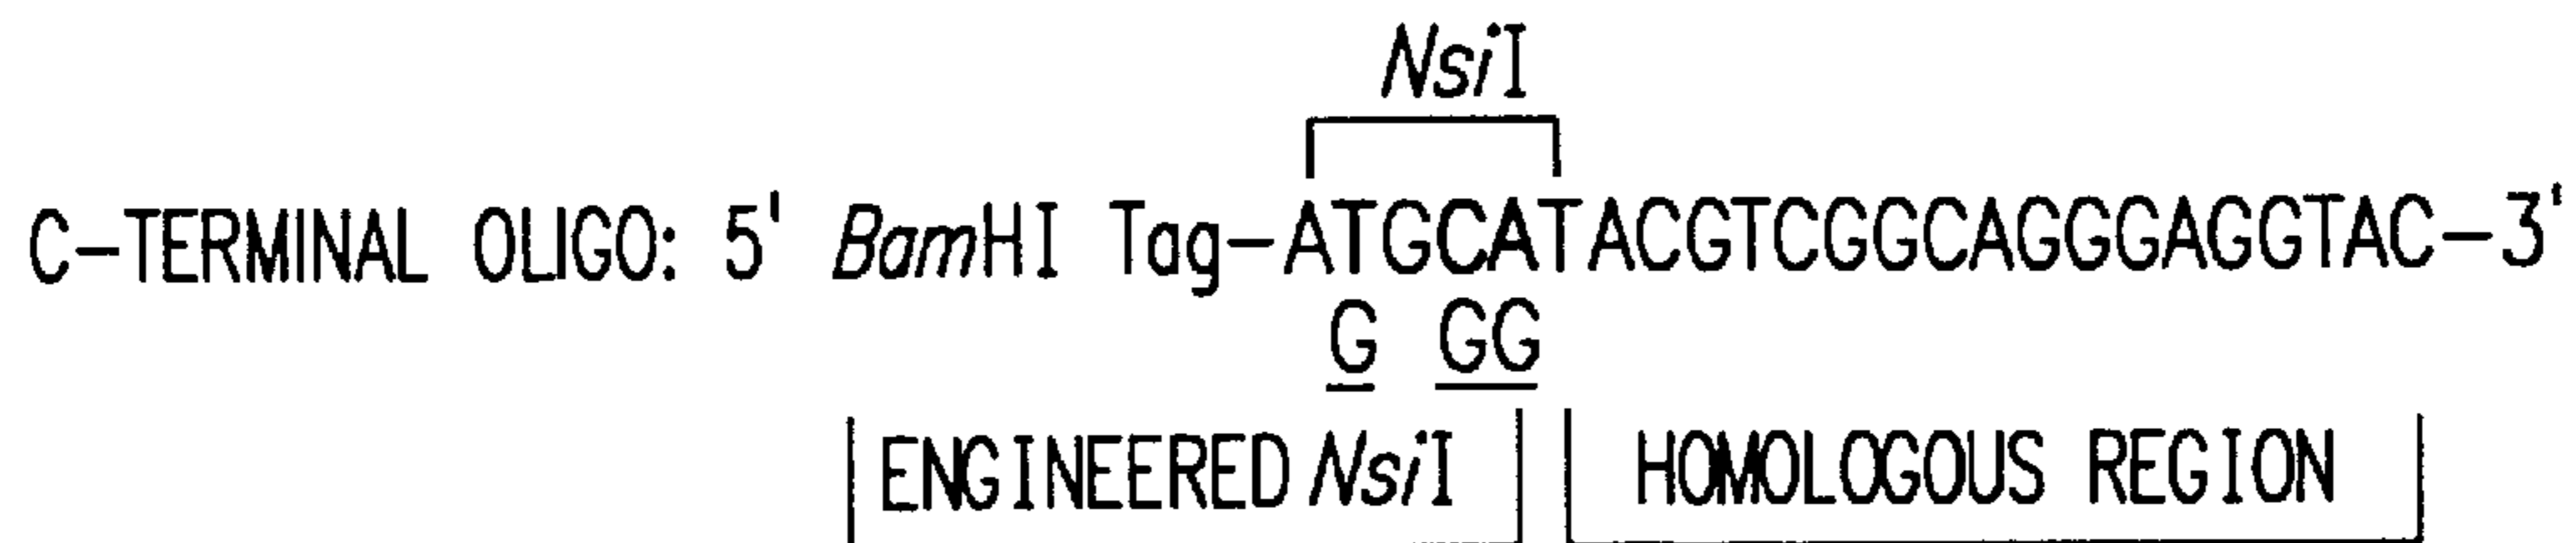 NsiI
C-TERMINAL OLIGO: 5' BamHI Tag-ATGCATACGTCGGCAGGGAGGTAC-3'
G GG
ENGINEERED NsiI HOMOLOGOUS REGION